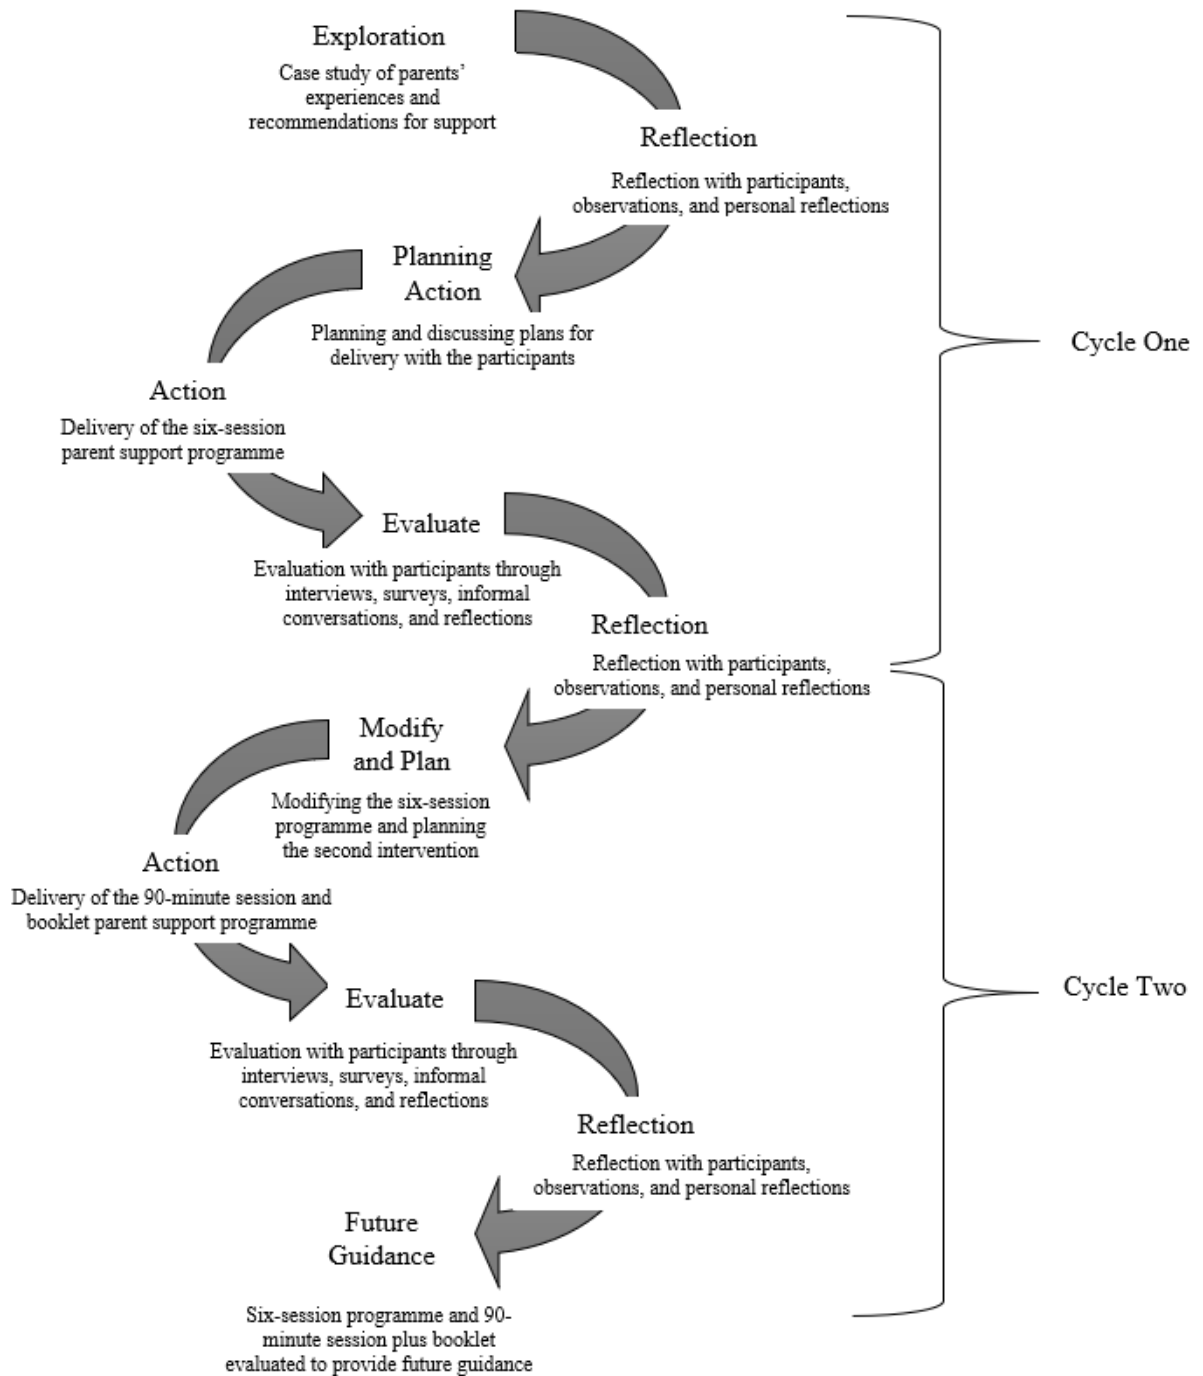 Exploration
Case study of parents’
experiences and
recommendations for support
Reflection
Reflection with participants,
observations, and personal reflections
Planning
Action
Planning and discussing plans for
delivery with the participants
Cycle One
Action
Delivery of the six-session
parent support programme
Evaluate
Evaluation with participants through
interviews, surveys, informal
conversations, and reflections
Reflection
Reflection with participants,
observations, and personal reflections
Modify
and Plan
Modifying the six-session
programme and planning
the second intervention
Action
Delivery of the 90-minute session and
booklet parent support programme
Cycle Two
Evaluate
Evaluation with participants through
interviews, surveys, informal
conversations, and reflections
Reflection
Reflection with participants,
observations, and personal reflections
Future
Guidance
Six-session programme and 90-
minute session plus booklet
evaluated to provide future guidance